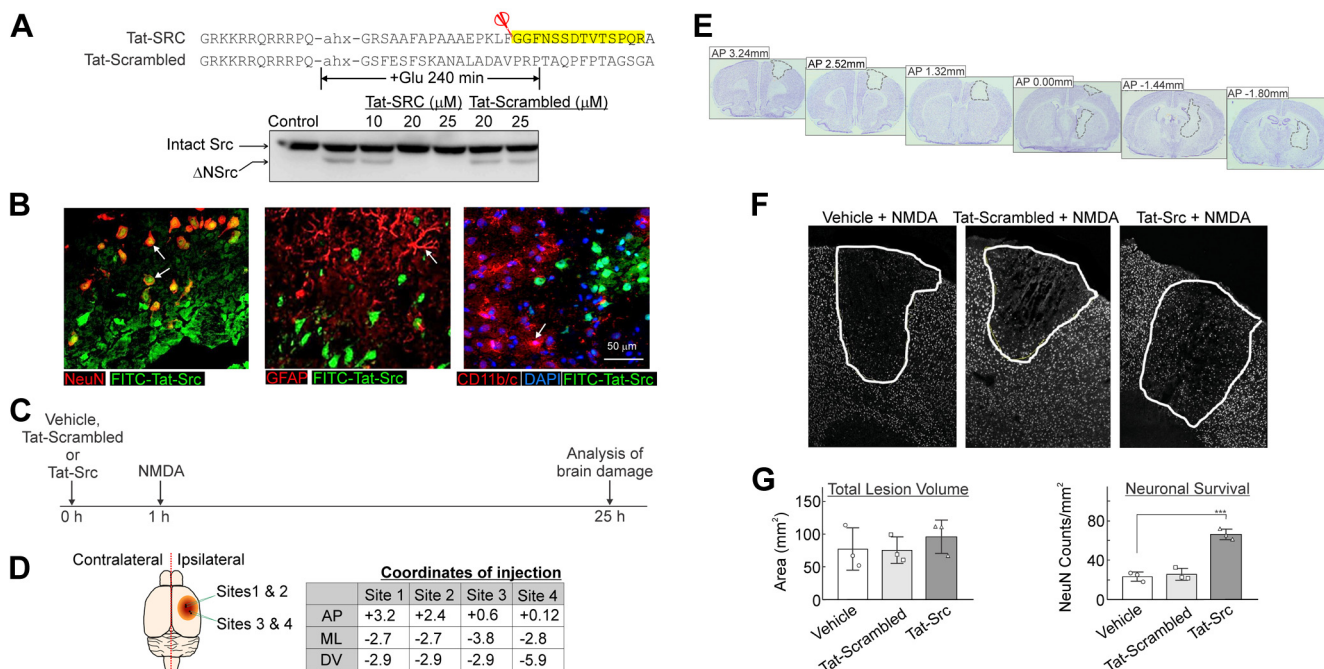 A
Tat-SRC GRKKRRQRRRPQ-ahx-GRSAAFAPAAAEPKLFGGFNSSDTVTSPQRA
Tat-Scrambled GRKKRRQRRRPQ-ahx-GSFESFSKANALADAVPRPTAQPFPTAGSGA
+Glu 240 min
Tat-SRC (μM) Tat-Scrambled (μM)
Control 10 20 25 20 25
Intact Src
ΔNSrc
B
NeuN FITC-Tat-Src
GFAP FITC-Tat-Src
50 μm
CD11b/c DAPI FITC-Tat-Src
C
Vehicle,
Tat-Scrambled
or
Tat-Src
NMDA
Analysis of
brain damage
0 h 1 h 25 h
D
Contralateral Ipsilateral
Sites1 & 2
Sites 3 & 4
Coordinates of injection
Site 1 Site 2 Site 3 Site 4
AP +3.2 +2.4 +0.6 +0.12
ML -2.7 -2.7 -3.8 -2.8
DV -2.9 -2.9 -2.9 -5.9
E
AP 3.24mm
AP 2.52mm
AP 1.32mm
AP 0.00mm
AP -1.44mm
AP -1.80mm
F
Vehicle + NMDA Tat-Scrambled + NMDA Tat-Src + NMDA
G
Total Lesion Volume
Area (mm²)
150
100
50
0
Vehicle
Tat-Scrambled
Tat-Src
Neuronal Survival
NeuN Counts/mm²
80
40
0
***
Vehicle
Tat-Scrambled
Tat-Src